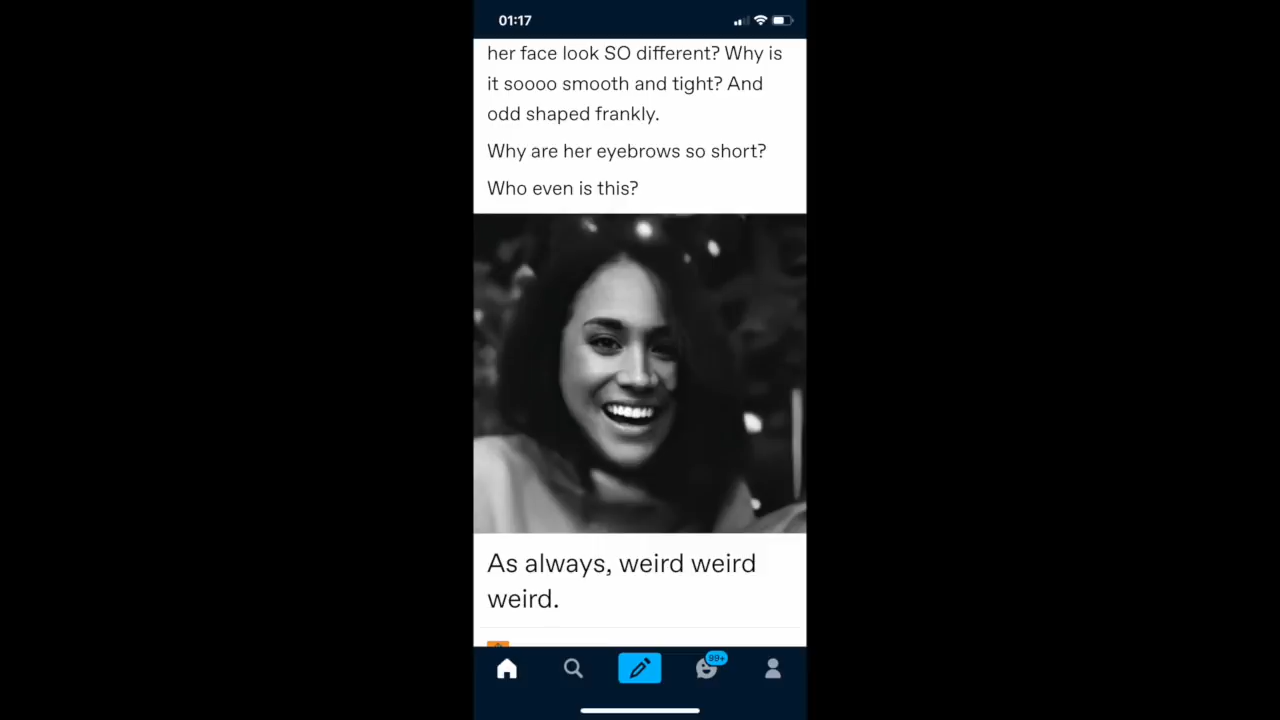 01:17
her face look SO different? Why is
it soooo smooth and tight? And
odd shaped frankly.
Why are her eyebrows so short?
Who even is this?
As always, weird weird
weird.
99+